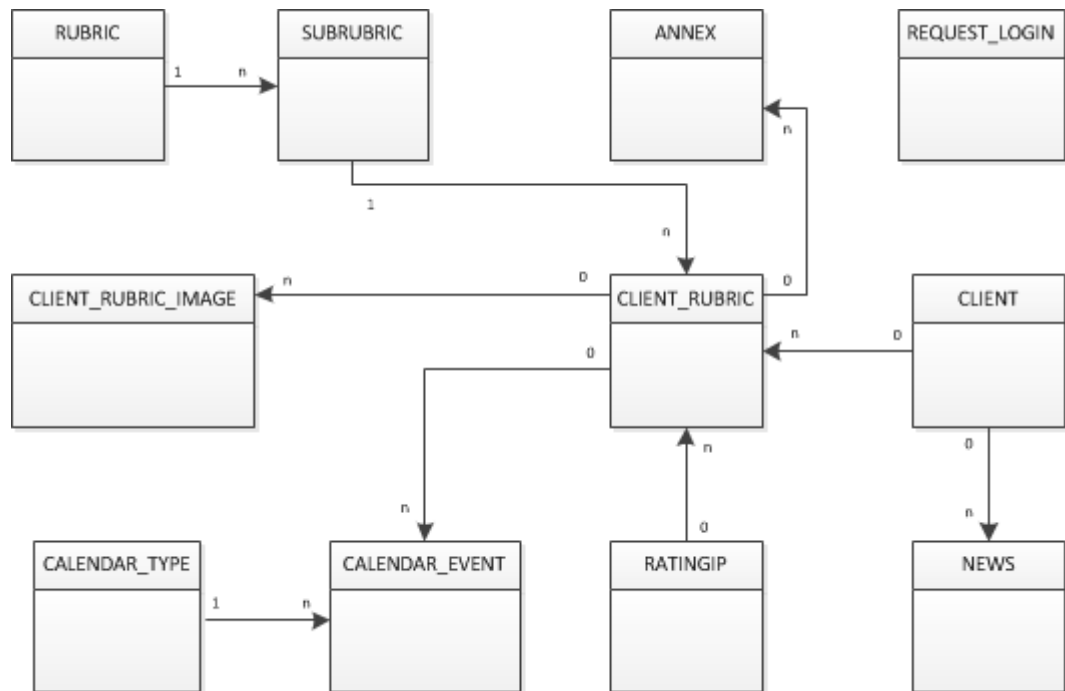 RUBRIC
SUBRUBRIC
ANNEX
REQUEST_LOGIN
1
n
n
1
n
n
0
0
CLIENT_RUBRIC_IMAGE
CLIENT_RUBRIC
CLIENT
n
0
0
0
n
n
n
0
CALENDAR_TYPE
CALENDAR_EVENT
RATINGIP
NEWS
1
n